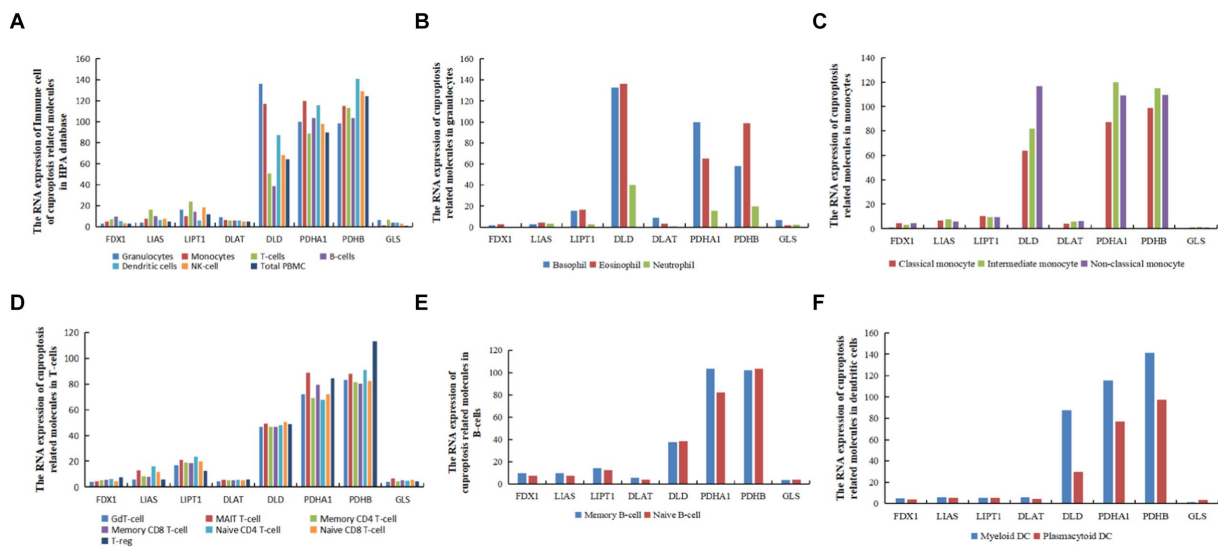 A
The RNA expression of Immune cell
of cuproptosis related molecules
in HPA database
160
140
120
100
80
60
40
20
0
FDX1 LIAS LIPT1 DLAT DLD PDHA1 PDHB GLS
Granulocytes Monocytes T-cells B-cells
Dendritic cells NK-cell Total PBMC
B
The RNA expression of cuproptosis
related molecules in granulocytes
160
140
120
100
80
60
40
20
0
FDX1 LIAS LIPT1 DLD DLAT PDHA1 PDHB GLS
Basophil Eosinophil Neutrophil
C
The RNA expression of cuproptosis
related molecules in monocytes
140
120
100
80
60
40
20
0
FDX1 LIAS LIPT1 DLD DLAT PDHA1 PDHB GLS
Classical monocyte Intermediate monocyte Non-classical monocyte
D
The RNA expression of cuproptosis
related molecules in T-cells
120
100
80
60
40
20
0
FDX1 LIAS LIPT1 DLAT DLD PDHA1 PDHB GLS
GdT-cell MAIT T-cell Memory CD4 T-cell
Memory CD8 T-cell Naive CD4 T-cell Naive CD8 T-cell
T-reg
E
The RNA expression of
cuproptosis related molecules in
B-cells
120
100
80
60
40
20
0
FDX1 LIAS LIPT1 DLAT DLD PDHA1 PDHB GLS
Memory B-cell Naive B-cell
F
The RNA expression of cuproptosis
related molecules in dendritic cells
160
140
120
100
80
60
40
20
0
FDX1 LIAS LIPT1 DLAT DLD PDHA1 PDHB GLS
Myeloid DC Plasmacytoid DC